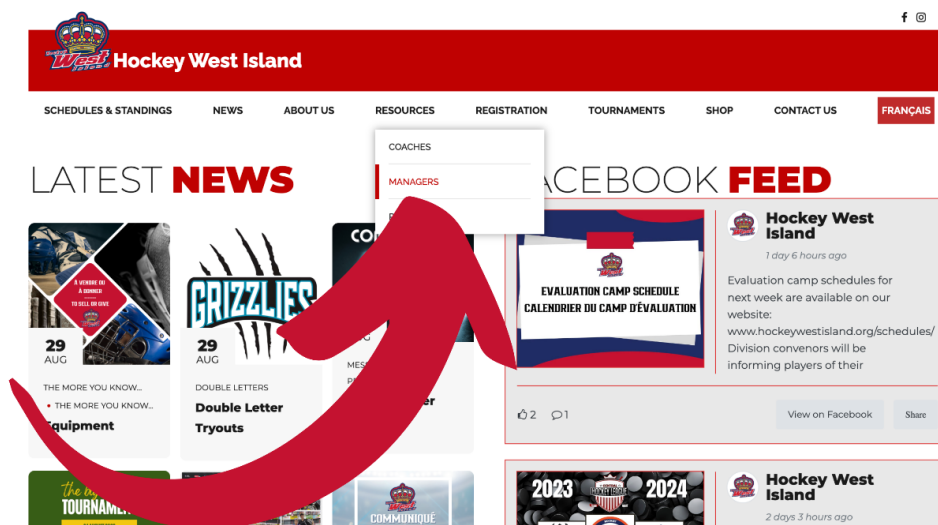 West
Hockey West Island
SCHEDULES & STANDINGS
NEWS
ABOUT US
RESOURCES
REGISTRATION
TOURNAMENTS
SHOP
CONTACT US
FRANÇAIS
COACHES
MANAGERS
LATEST NEWS
FACEBOOK FEED
À VENDRE OU
À DONNER
TO SELL OR GIVE
29
AUG
THE MORE YOU KNOW...
• THE MORE YOU KNOW...
Equipment
GRIZZLIES
29
AUG
DOUBLE LETTERS
Double Letter
Tryouts
EVALUATION CAMP SCHEDULE
CALENDRIER DU CAMP D'ÉVALUATION
Hockey West
Island
1 day 6 hours ago
Evaluation camp schedules for
next week are available on our
website:
www.hockeywestisland.org/schedules/
Division convenors will be
informing players of their
2
1
View on Facebook
Share
COMMUNIQUÉ
2023
2024
Hockey West
Island
2 days 3 hours ago